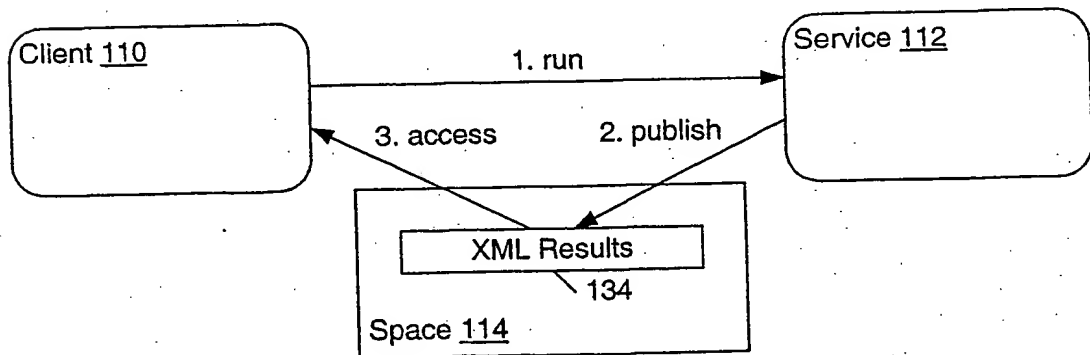 Client 110
Service 112
1. run
3. access
2. publish
XML Results
134
Space 114